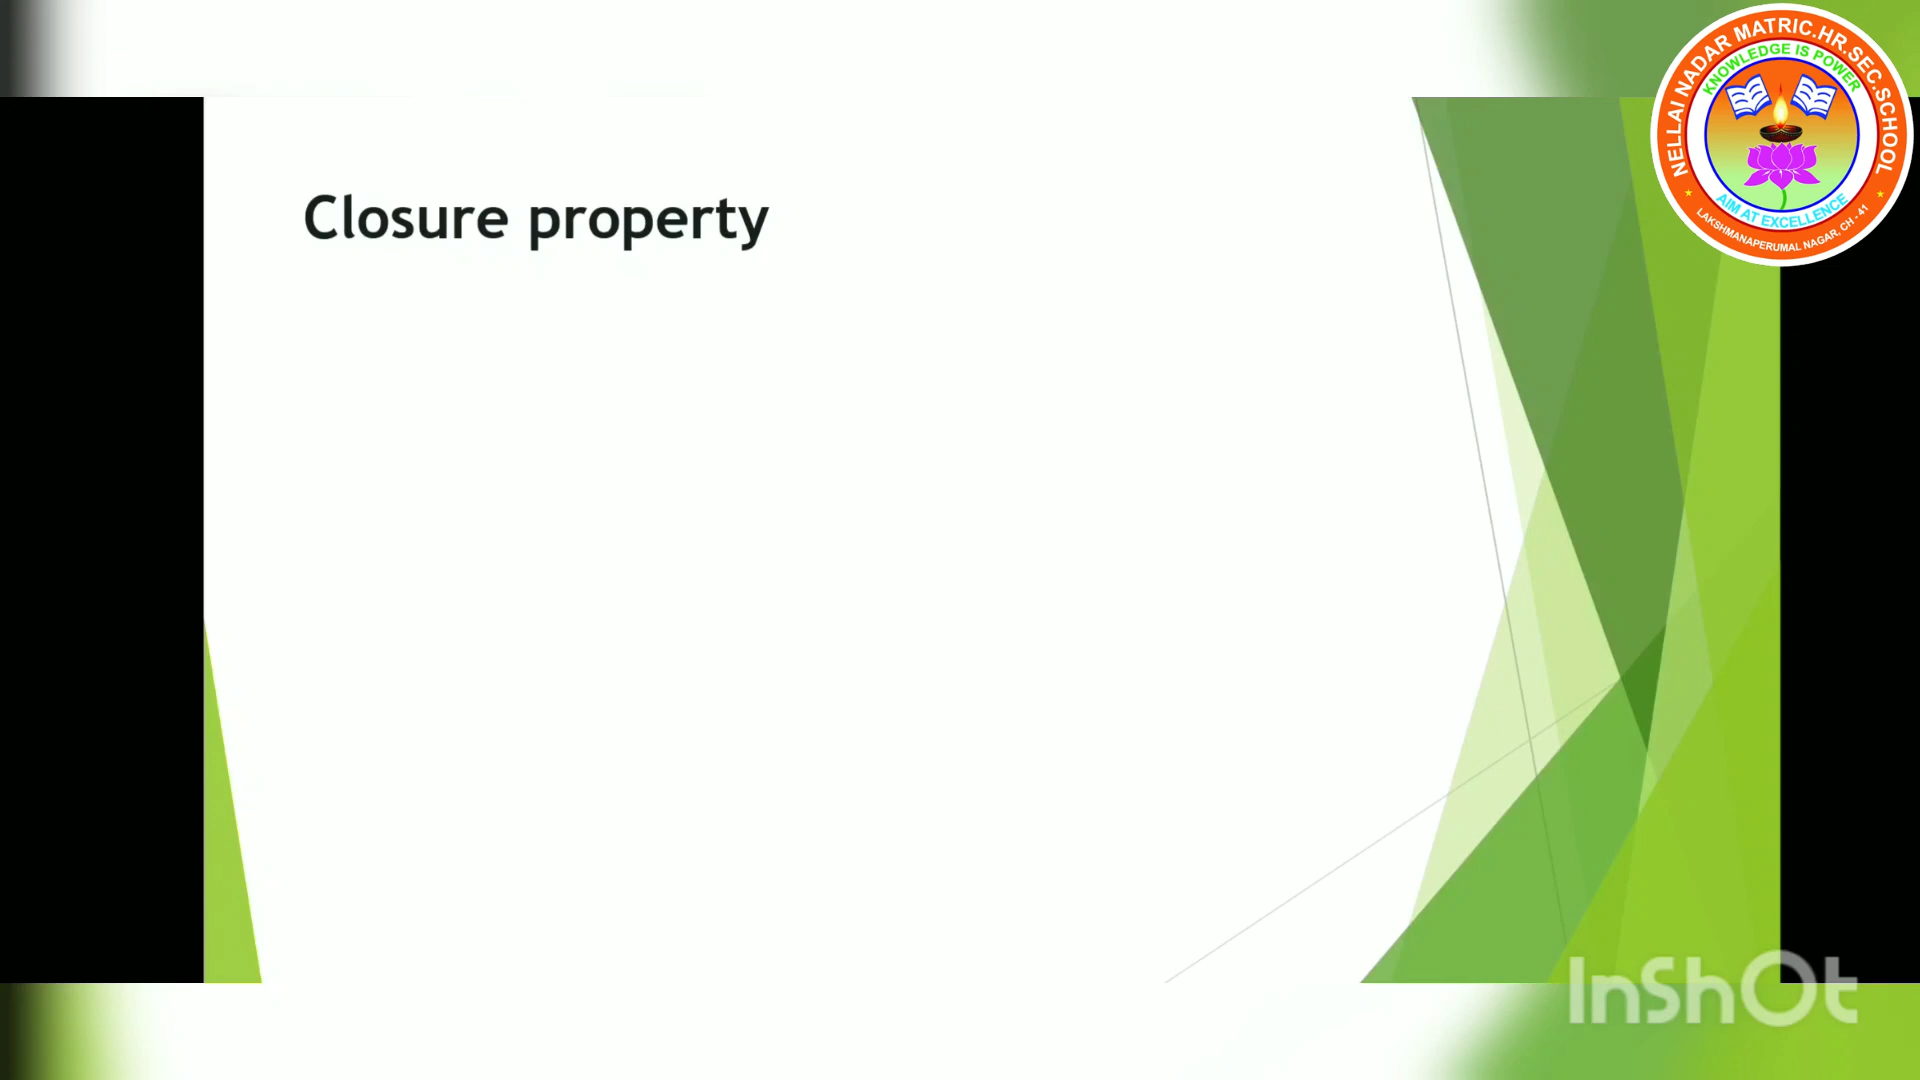 Closure property
NELLAI NADAR MATRIC.HR.SEC.SCHOOL
KNOWLEDGE IS POWER
AIM AT EXCELLENCE
LAKSHMANAPERUMAL NAGAR, CH - 41
InShOt